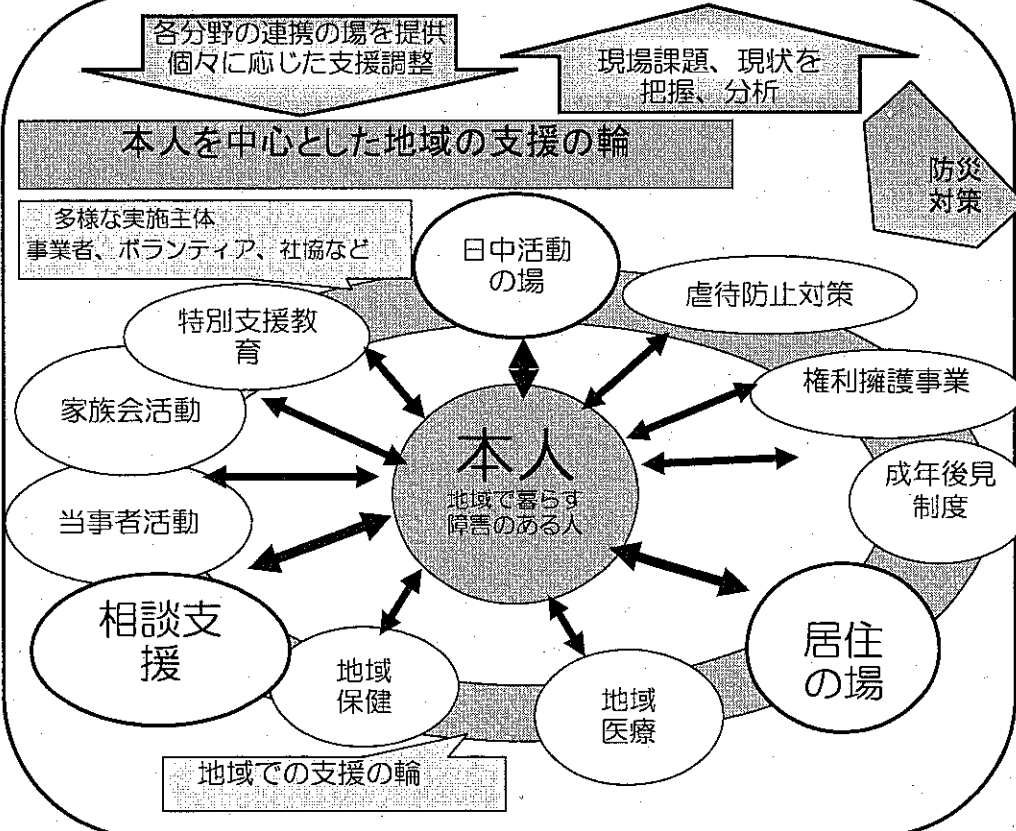 各分野の連携の場を提供
個々に応じた支援調整
現場課題、現状を
把握、分析
本人を中心とした地域の支援の輪
防災
対策
多様な実施主体
事業者、ボランティア、社協など
日中活動
の場
虐待防止対策
特別支援教
育
権利擁護事業
家族会活動
本人
地域で暮らす
障害のある人
成年後見
制度
当事者活動
相談支
援
居住
の場
地域
保健
地域
医療
地域での支援の輪